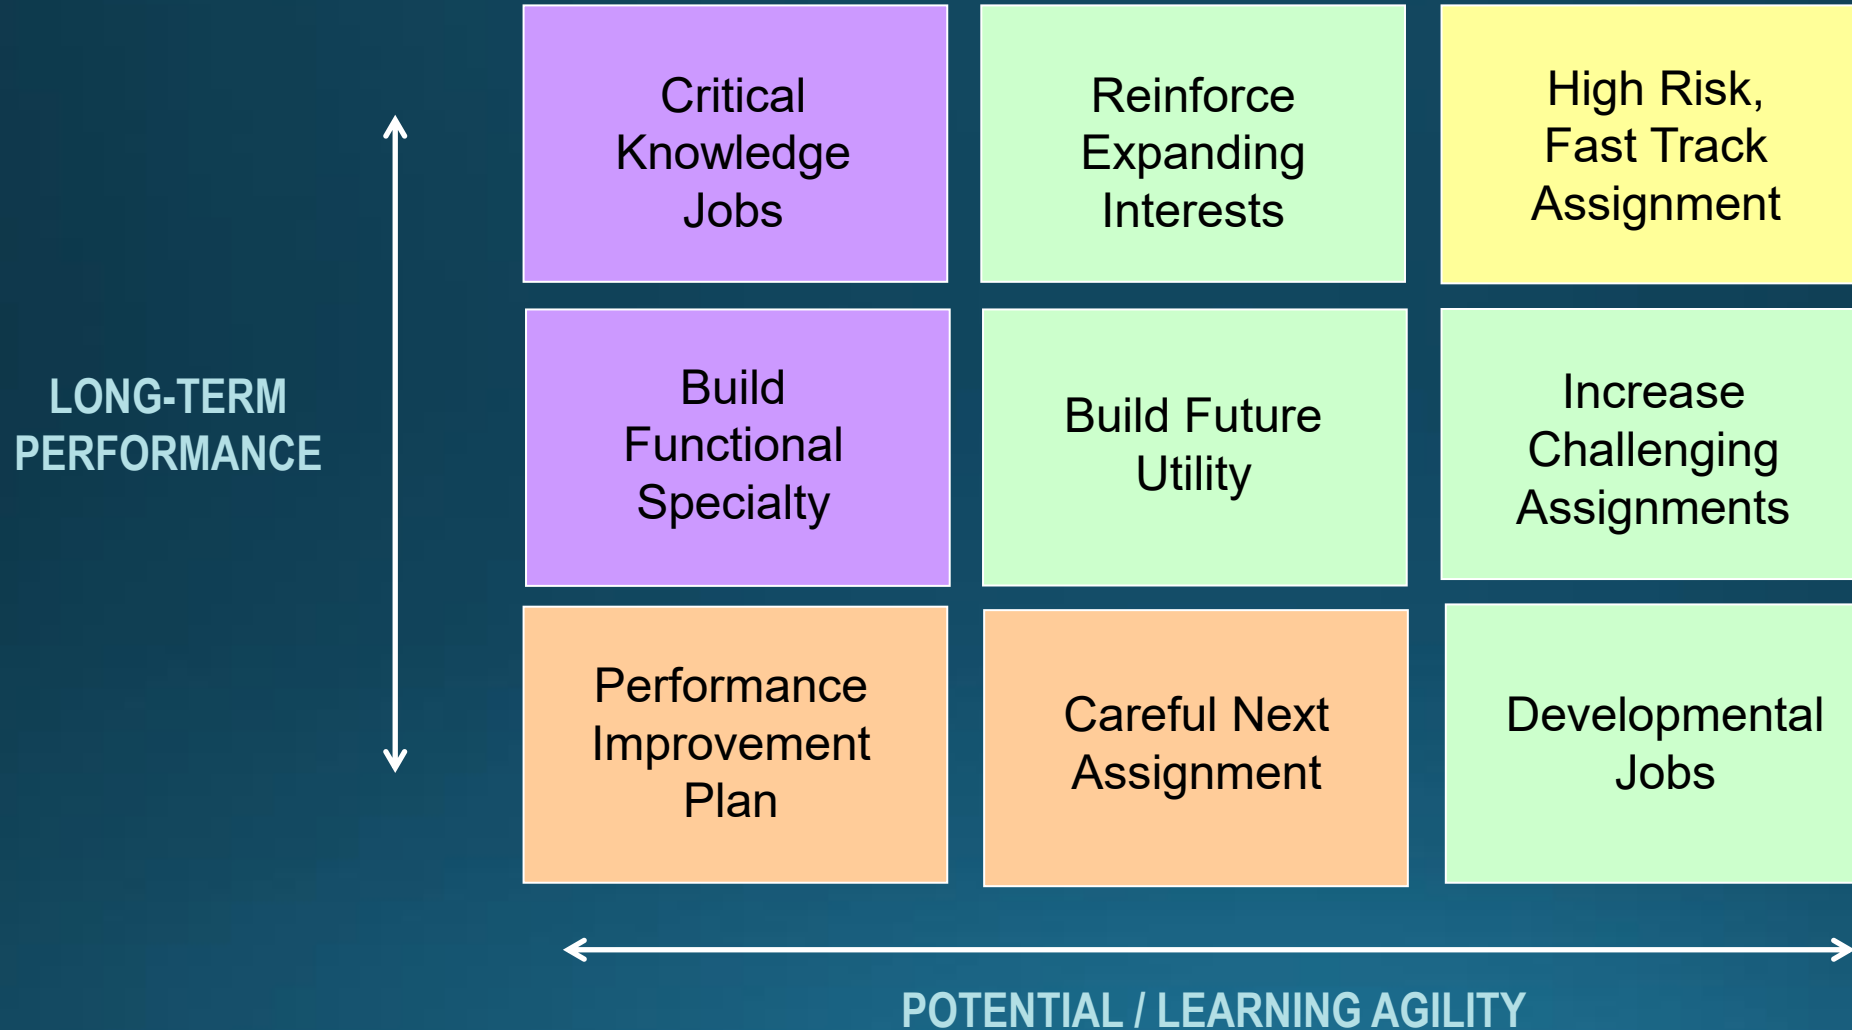 Critical
Knowledge
Jobs
Reinforce
Expanding
Interests
High Risk,
Fast Track
Assignment
LONG-TERM
PERFORMANCE
Build
Functional
Specialty
Build Future
Utility
Increase
Challenging
Assignments
Performance
Improvement
Plan
Careful Next
Assignment
Developmental
Jobs
POTENTIAL / LEARNING AGILITY